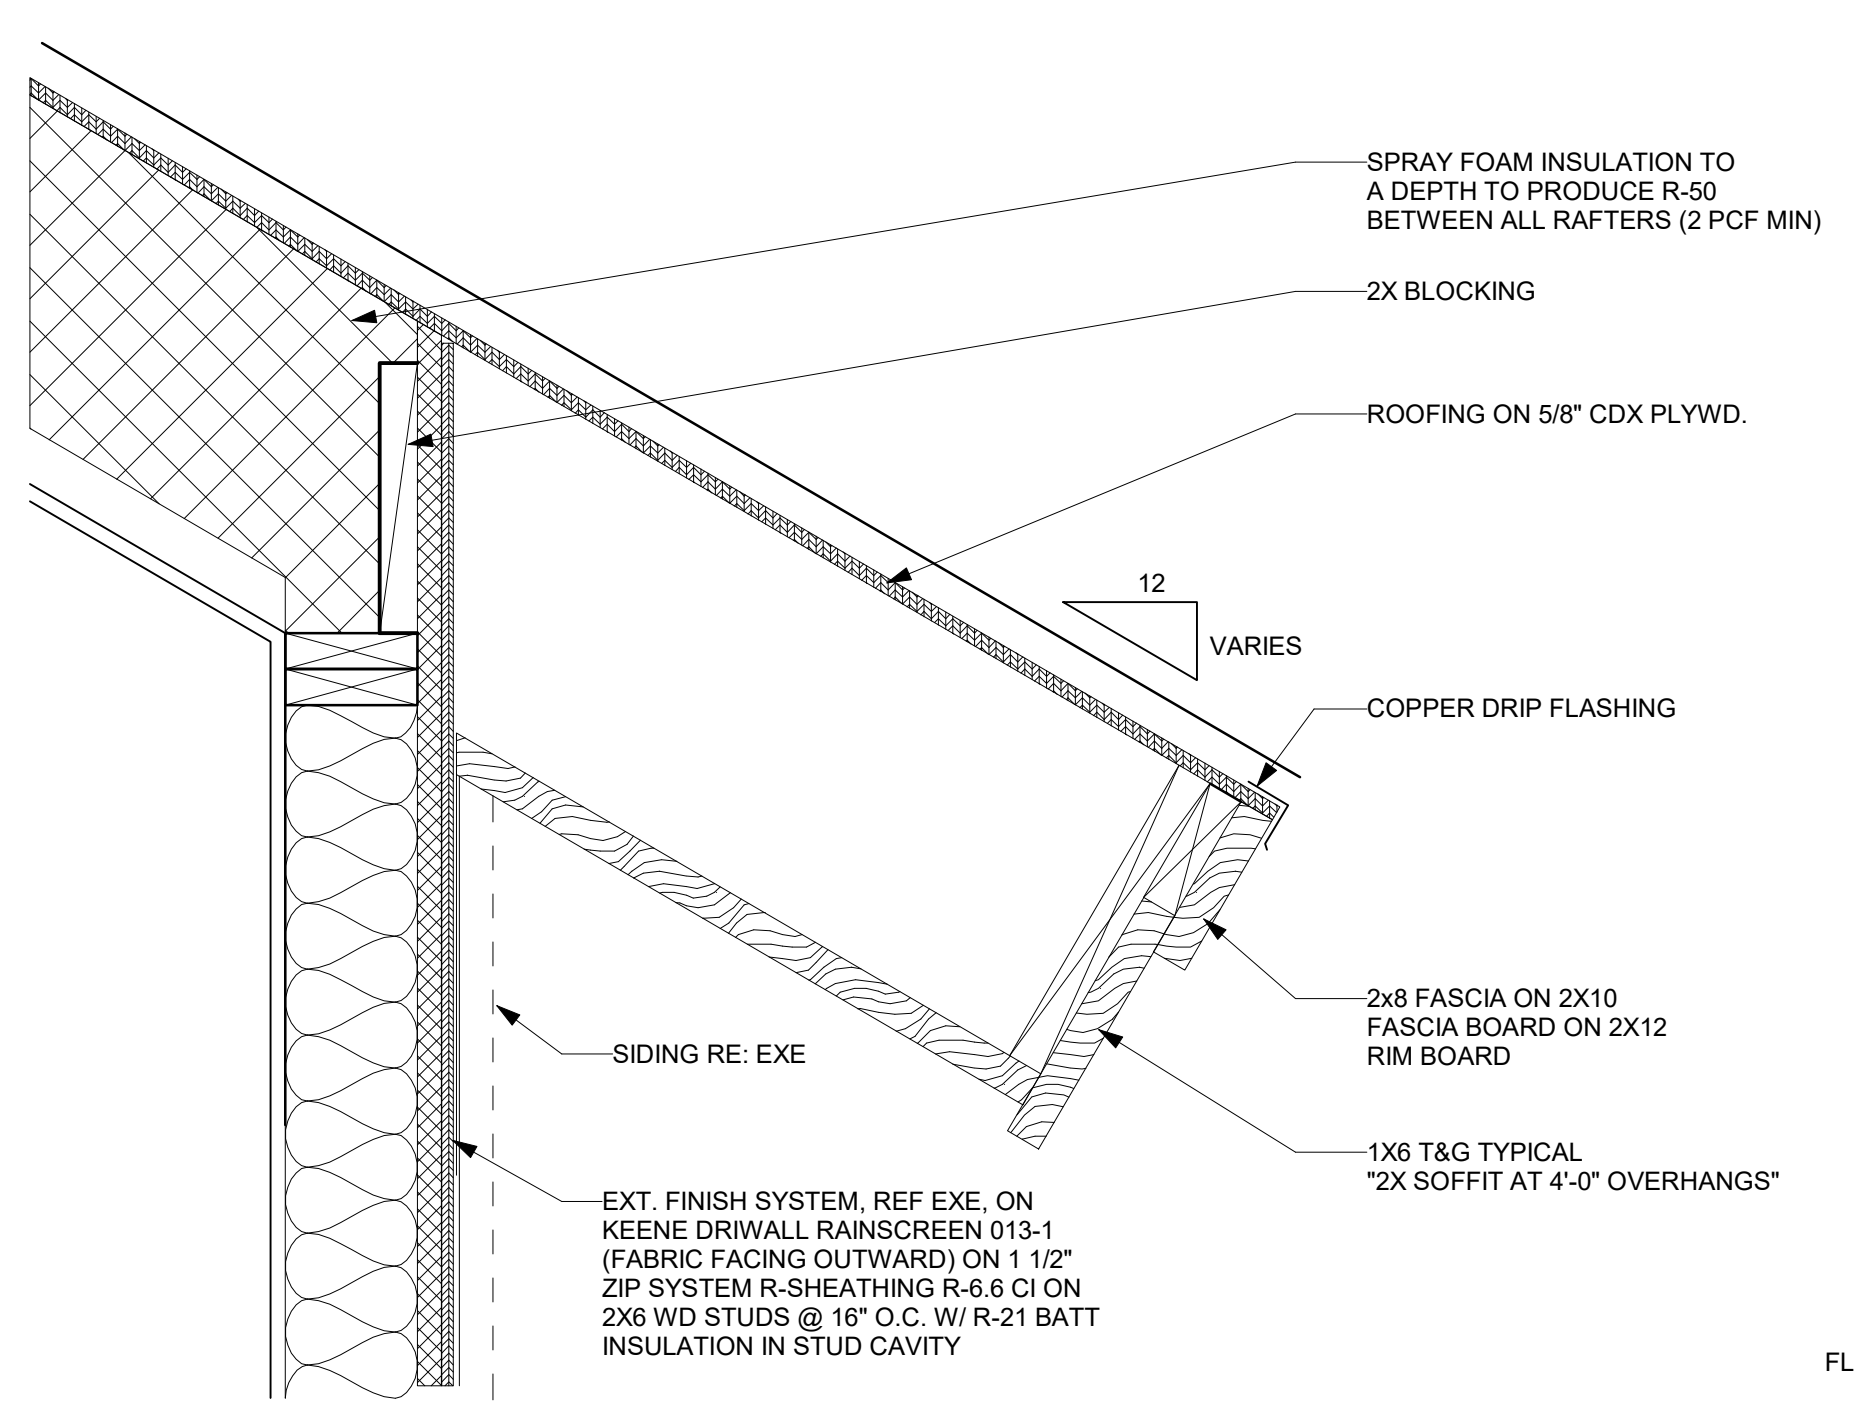 SPRAY FOAM INSULATION TO
A DEPTH TO PRODUCE R-50
BETWEEN ALL RAFTERS (2 PCF MIN)
2X BLOCKING
ROOFING ON 5/8" CDX PLYWD.
12
VARIES
COPPER DRIP FLASHING
2x8 FASCIA ON 2X10
FASCIA BOARD ON 2X12
RIM BOARD
SIDING RE: EXE
1X6 T&G TYPICAL
"2X SOFFIT AT 4'-0" OVERHANGS"
EXT. FINISH SYSTEM, REF EXE, ON
KEENE DRIWALL RAINSCREEN 013-1
(FABRIC FACING OUTWARD) ON 1 1/2"
ZIP SYSTEM R-SHEATHING R-6.6 CI ON
2X6 WD STUDS @ 16" O.C. W/ R-21 BATT
INSULATION IN STUD CAVITY
FL